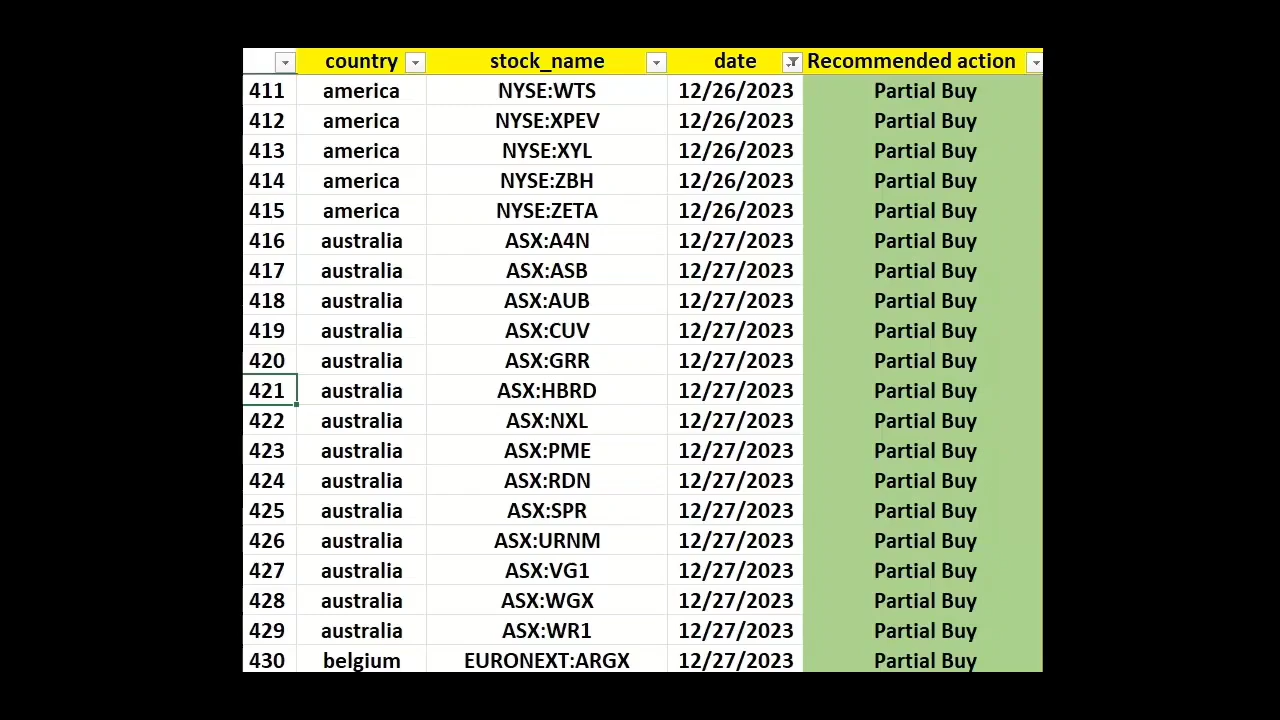 country stock_name date Recommended action
411 america NYSE:WTS 12/26/2023 Partial Buy
412 america NYSE:XPEV 12/26/2023 Partial Buy
413 america NYSE:XYL 12/26/2023 Partial Buy
414 america NYSE:ZBH 12/26/2023 Partial Buy
415 america NYSE:ZETA 12/26/2023 Partial Buy
416 australia ASX:A4N 12/27/2023 Partial Buy
417 australia ASX:ASB 12/27/2023 Partial Buy
418 australia ASX:AUB 12/27/2023 Partial Buy
419 australia ASX:CUV 12/27/2023 Partial Buy
420 australia ASX:GRR 12/27/2023 Partial Buy
421 australia ASX:HBRD 12/27/2023 Partial Buy
422 australia ASX:NXL 12/27/2023 Partial Buy
423 australia ASX:PME 12/27/2023 Partial Buy
424 australia ASX:RDN 12/27/2023 Partial Buy
425 australia ASX:SPR 12/27/2023 Partial Buy
426 australia ASX:URNM 12/27/2023 Partial Buy
427 australia ASX:VG1 12/27/2023 Partial Buy
428 australia ASX:WGX 12/27/2023 Partial Buy
429 australia ASX:WR1 12/27/2023 Partial Buy
430 belgium EURONEXT:ARGX 12/27/2023 Partial Buy